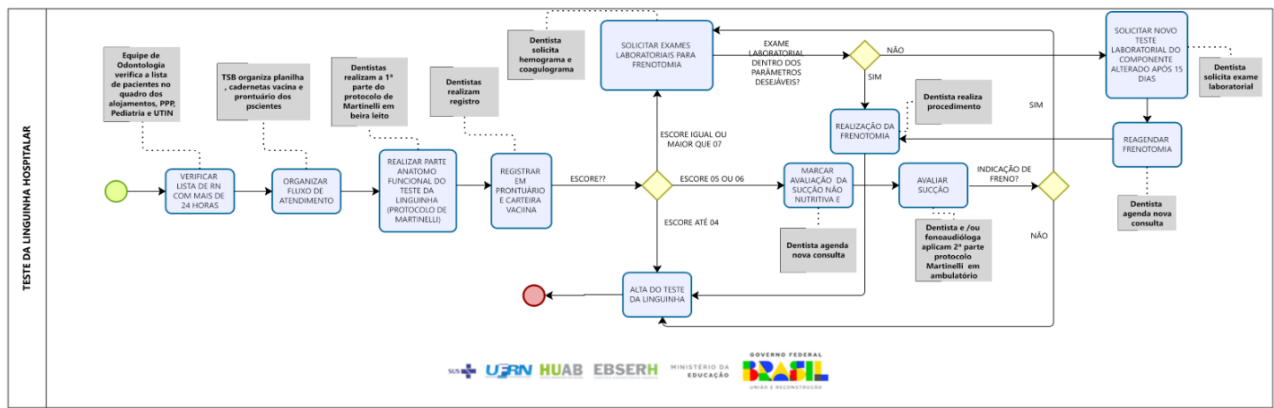 TESTE DA LINGUINHA HOSPITALAR
Equipe de
Odontologia
verifica a lista
de pacientes no
quadro dos
alojamentos, PPP,
Pediatria e UTIN
VERIFICAR
LISTA DE RN
COM MAIS DE
24 HORAS
TSB organiza planilha
, cadernetas vacina e
prontuário dos
pscientes
ORGANIZAR
FLUXO DE
ATENDIMENTO
Dentistas
realizam a 1ª
parte do
protocolo de
Martinelli em
beira leito
REALIZAR PARTE
ANATOMO
FUNCIONAL DO
TESTE DA
LINGUINHA
(PROTOCOLO DE
MARTINELLI)
Dentistas
realizam
registro
REGISTRAR
EM
PRONTUÁRIO
E CARTEIRA
VACIINA
ESCORE??
Dentista
solicita
hemograma e
coagulograma
SOLICITAR EXAMES
LABORATORIAIS PARA
FRENOTOMIA
ESCORE IGUAL OU
MAIOR QUE 07
ESCORE 05 OU 06
ESCORE ATÉ 04
EXAME
LABORATORIAL
DENTRO DOS
PARÂMETROS
DESEJÁVEIS?
NÃO
SIM
Dentista realiza
procedimento
REALIZAÇÃO DA
FRENOTOMIA
SOLICITAR NOVO
TESTE
LABORATORIAL DO
COMPONENTE
ALTERADO APÓS 15
DIAS
Dentista
solicita exame
laboratorial
REAGENDAR
FRENOTOMIA
Dentista
agenda nova
consulta
MARCAR
AVALIAÇÃO DA
SUCÇÃO NÃO
NUTRITIVA E
Dentista agenda
nova consulta
AVALIAR
SUCÇÃO
Dentista e /ou
fonoaudióloga
aplicam 2ª parte
protocolo
Martinelli em
ambulatório
INDICAÇÃO DE
FRENO?
SIM
NÃO
ALTA DO TESTE
DA LINGUINHA
SUS
UFRN
HUAB
EBSERH
MINISTÉRIO DA
EDUCAÇÃO
GOVERNO FEDERAL
BRASIL
UNIÃO E RECONSTRUÇÃO